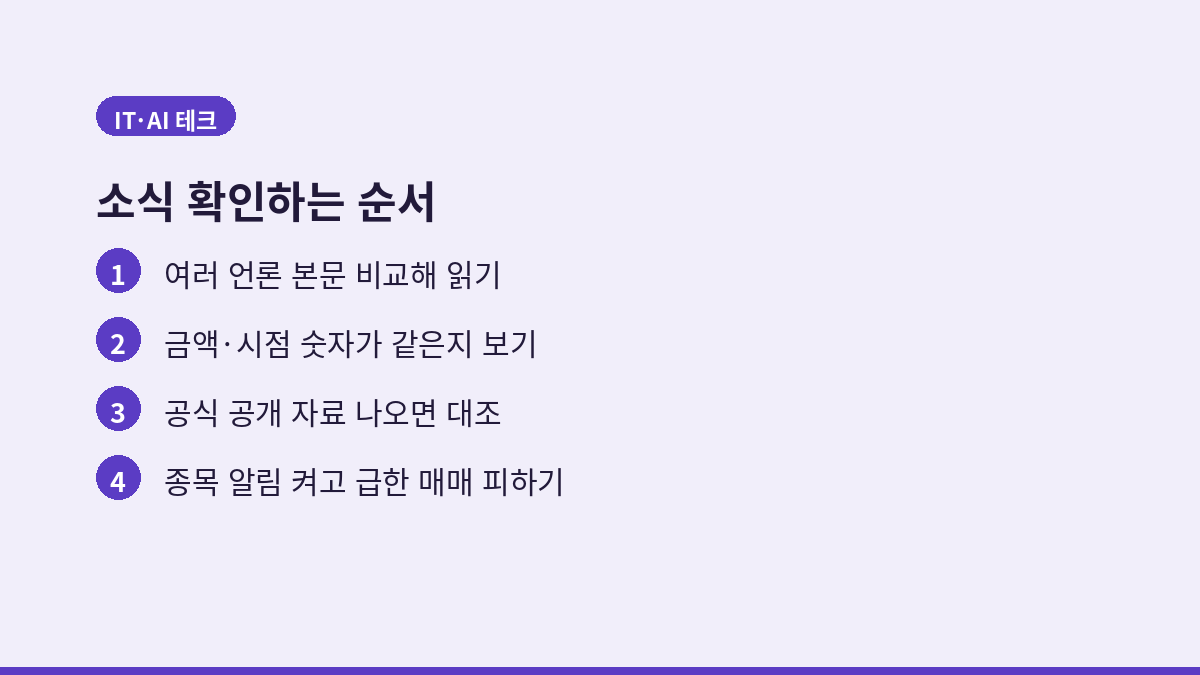 IT·AI 테크
소식 확인하는 순서
1 여러 언론 본문 비교해 읽기
2 금액·시점 숫자가 같은지 보기
3 공식 공개 자료 나오면 대조
4 종목 알림 켜고 급한 매매 피하기